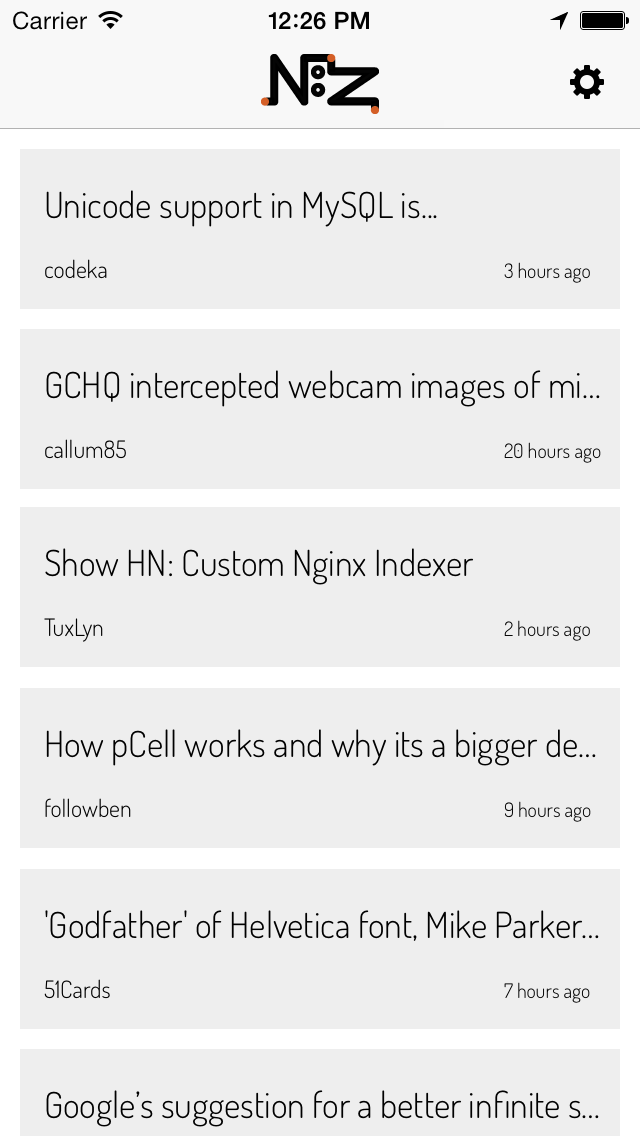 Carrier 12:26 PM
N:Z
Unicode support in MySQL is...
codeka 3 hours ago
GCHQ intercepted webcam images of mi...
callum85 20 hours ago
Show HN: Custom Nginx Indexer
TuxLyn 2 hours ago
How pCell works and why its a bigger de...
followben 9 hours ago
'Godfather' of Helvetica font, Mike Parker...
51Cards 7 hours ago
Google’s suggestion for a better infinite s...